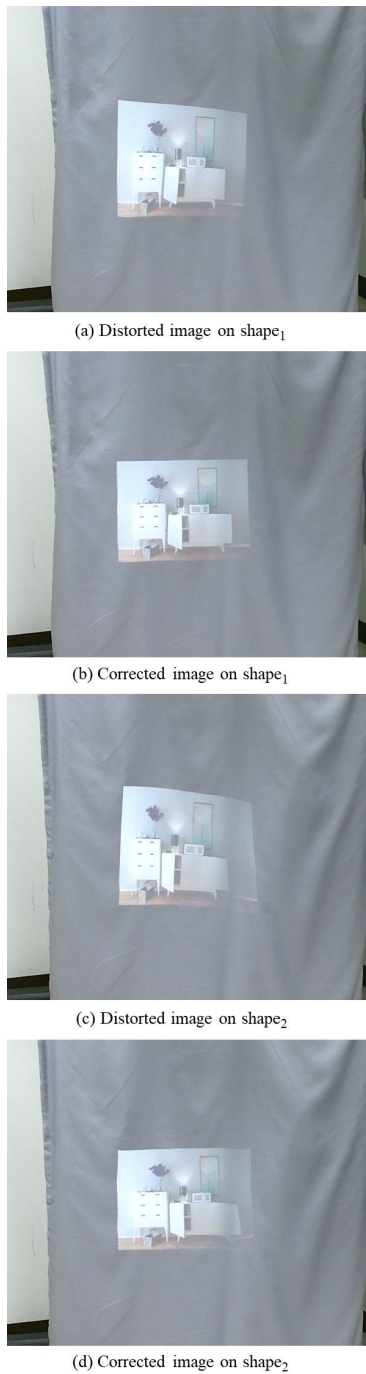 (a) Distorted image on shape₁
(b) Corrected image on shape₁
(c) Distorted image on shape₂
(d) Corrected image on shape₂